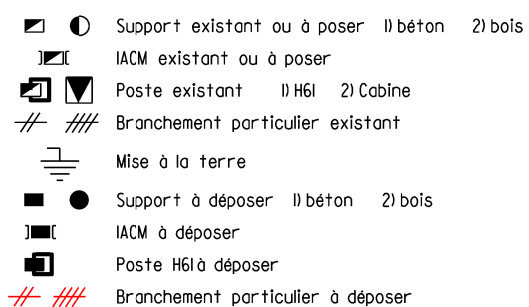 Support existant ou à poser 1) béton 2) bois
IACM existant ou à poser
Poste existant 1) H61 2) Cabine
Branchement particulier existant
Mise à la terre
Support à déposer 1) béton 2) bois
IACM à déposer
Poste H61 à déposer
Branchement particulier à déposer